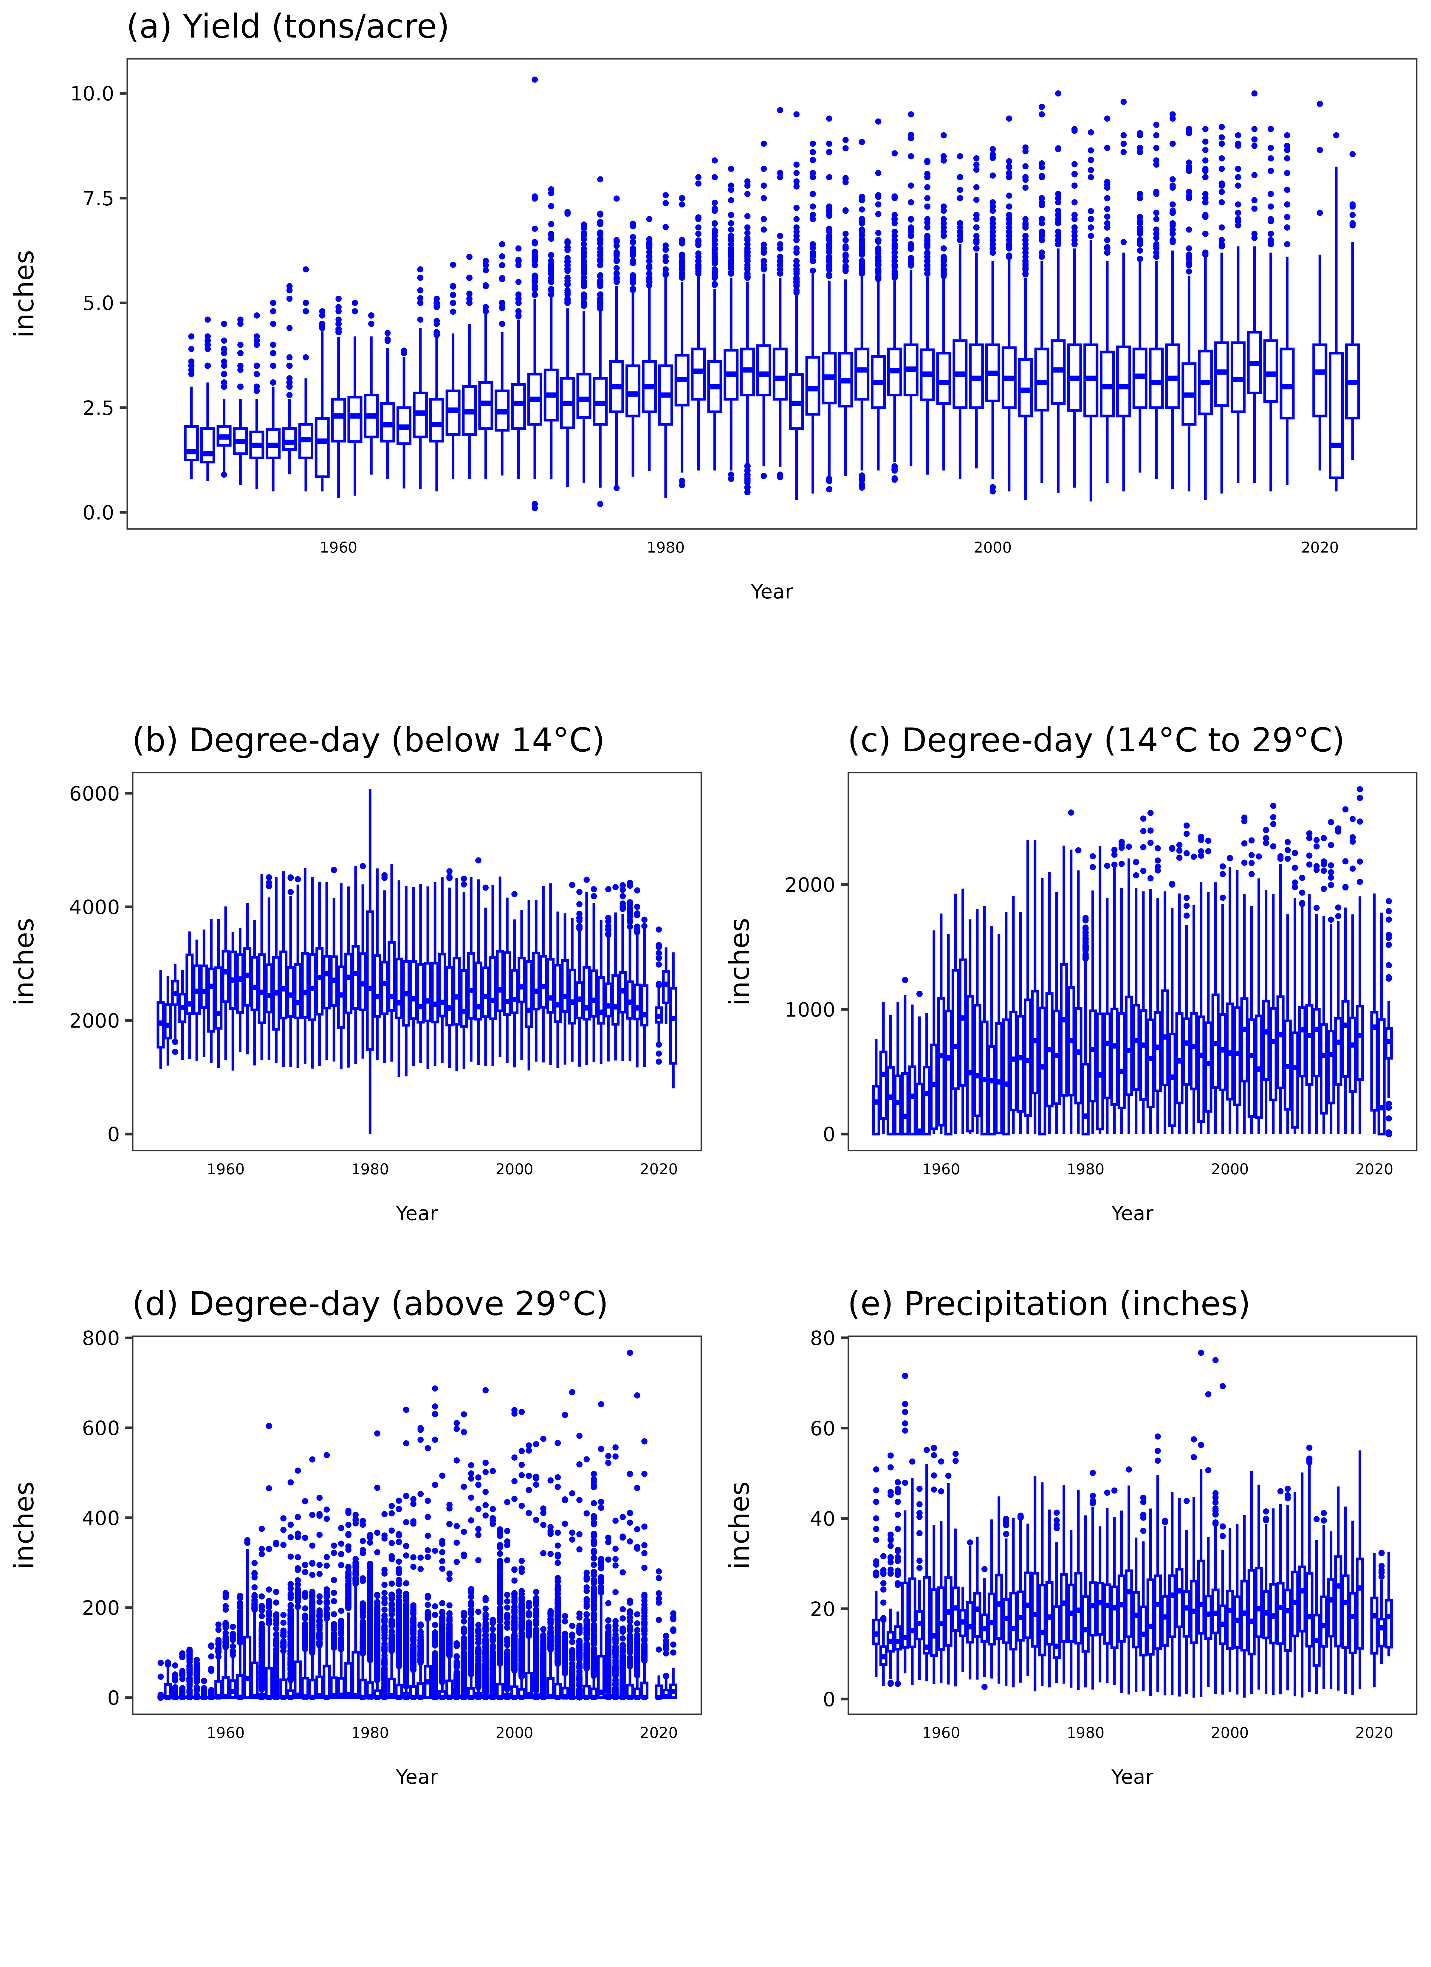 (a) Yield (tons/acre)
inches
10.0
7.5
5.0
2.5
0.0
1960 1980 2000 2020
Year
(b) Degree-day (below 14°C)
inches
6000
4000
2000
0
1960 1980 2000 2020
Year
(c) Degree-day (14°C to 29°C)
inches
2000
1000
0
1960 1980 2000 2020
Year
(d) Degree-day (above 29°C)
inches
800
600
400
200
0
1960 1980 2000 2020
Year
(e) Precipitation (inches)
inches
80
60
40
20
0
1960 1980 2000 2020
Year